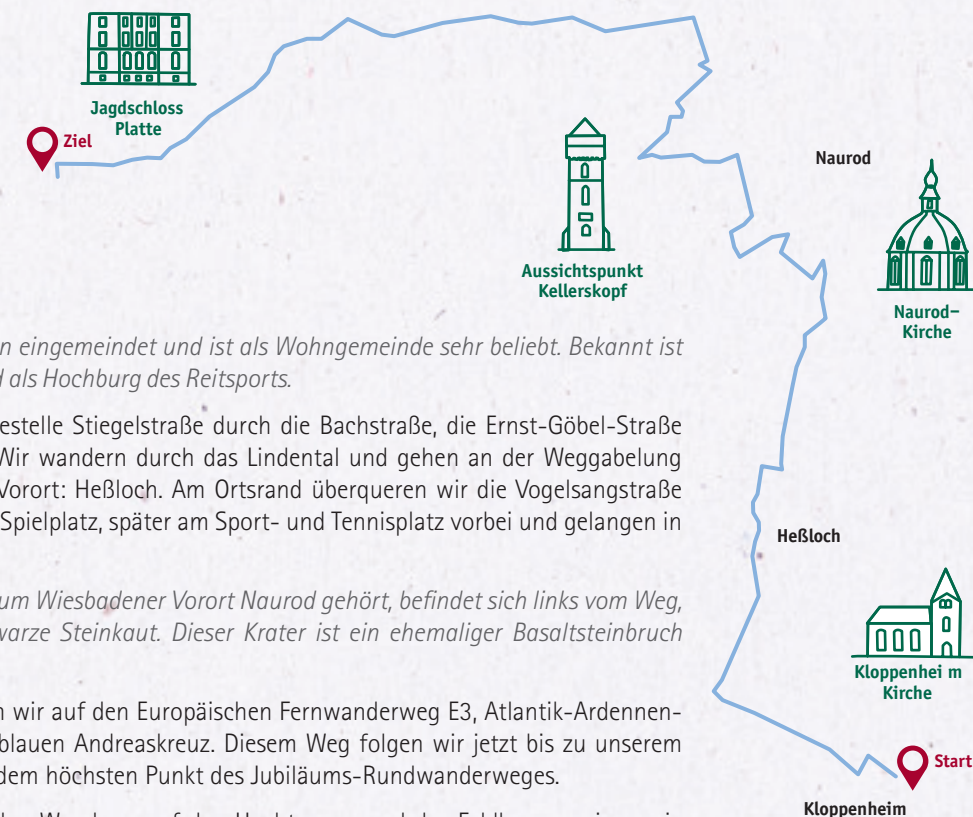 Jagdschloss
Platte
Ziel
Naurod
Aussichtspunkt
Kellerskopf
Naurod–
Kirche
eingemeindet und ist als Wohngemeinde sehr beliebt. Bekannt ist
als Hochburg des Reitsports.
Stiegelstraße durch die Bachstraße, die Ernst-Göbel-Straße
Wir wandern durch das Lindental und gehen an der Weggabelung
Vorort: Heßloch. Am Ortsrand überqueren wir die Vogelsangstraße
Spielplatz, später am Sport- und Tennisplatz vorbei und gelangen in
Heßloch
um Wiesbadener Vorort Naurod gehört, befindet sich links vom Weg,
warze Steinkaut. Dieser Krater ist ein ehemaliger Basaltsteinbruch
Kloppenhei m
Kirche
wir auf den Europäischen Fernwanderweg E3, Atlantik-Ardennen-
blauen Andreaskreuz. Diesem Weg folgen wir jetzt bis zu unserem
dem höchsten Punkt des Jubiläums-Rundwanderweges.
Start
Kloppenheim